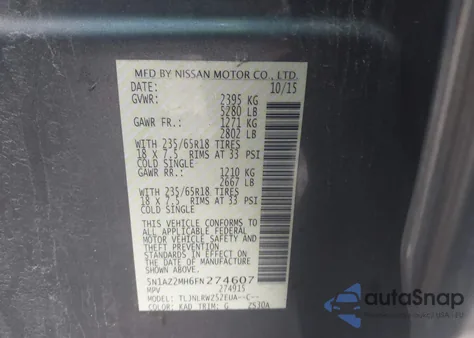 MFD BY NISSAN MOTOR CO., LTD.
DATE: 10/15
GVWR: 2395 KG
5280 LB
GAWR FR.: 1271 KG
2802 LB
WITH 235/65R18 TIRES
18 X 7.5 RIMS AT 33 PSI
COLD SINGLE
GAWR RR.: 1210 KG
2667 LB
WITH 235/65R18 TIRES
18 X 7.5 RIMS AT 33 PSI
COLD SINGLE
THIS VEHICLE CONFORMS TO
ALL APPLICABLE FEDERAL
MOTOR VEHICLE SAFETY AND
THEFT PREVENTION STANDARDS
IN EFFECT ON THE DATE OF
MANUFACTURE SHOWN ABOVE.
5N1AZ2MH6FN274607
MPV 274915
COLOR: KAD TRIM: G ZS30A
autoSnap